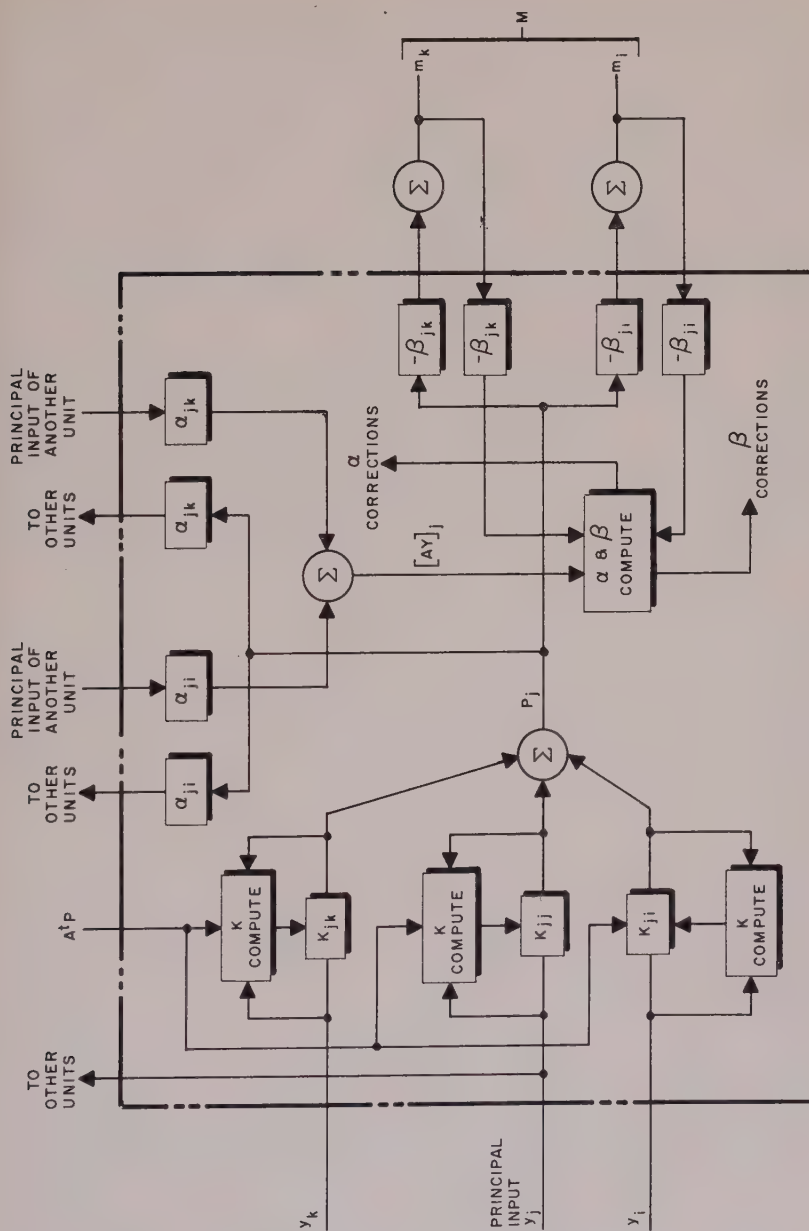 TO
OTHER
UNITS
AᵗP
TO
OTHER
UNITS
PRINCIPAL
INPUT OF
ANOTHER
UNIT
TO
OTHER
UNITS
PRINCIPAL
INPUT OF
ANOTHER
UNIT
α_ji
α_ji
α_jk
α_jk
K
COMPUTE
K_jk
y_k
K
COMPUTE
K_jj
PRINCIPAL
INPUT
y_j
K_ji
K
COMPUTE
y_i
Σ
P_j
Σ
[AY]_j
α
CORRECTIONS
α & β
COMPUTE
β
CORRECTIONS
-β_jk
-β_jk
-β_ji
-β_ji
Σ
m_k
Σ
m_i
M